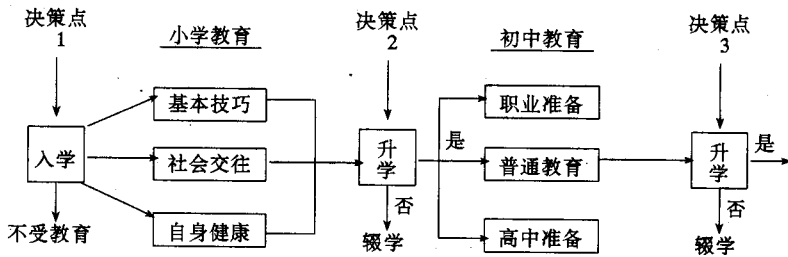 决策点
1
小学教育
决策点
2
初中教育
决策点
3
基本技巧
职业准备
入学
社会交往
升
学
是
普通教育
升
学
是
不受教育
自身健康
否
辍学
高中准备
否
辍学